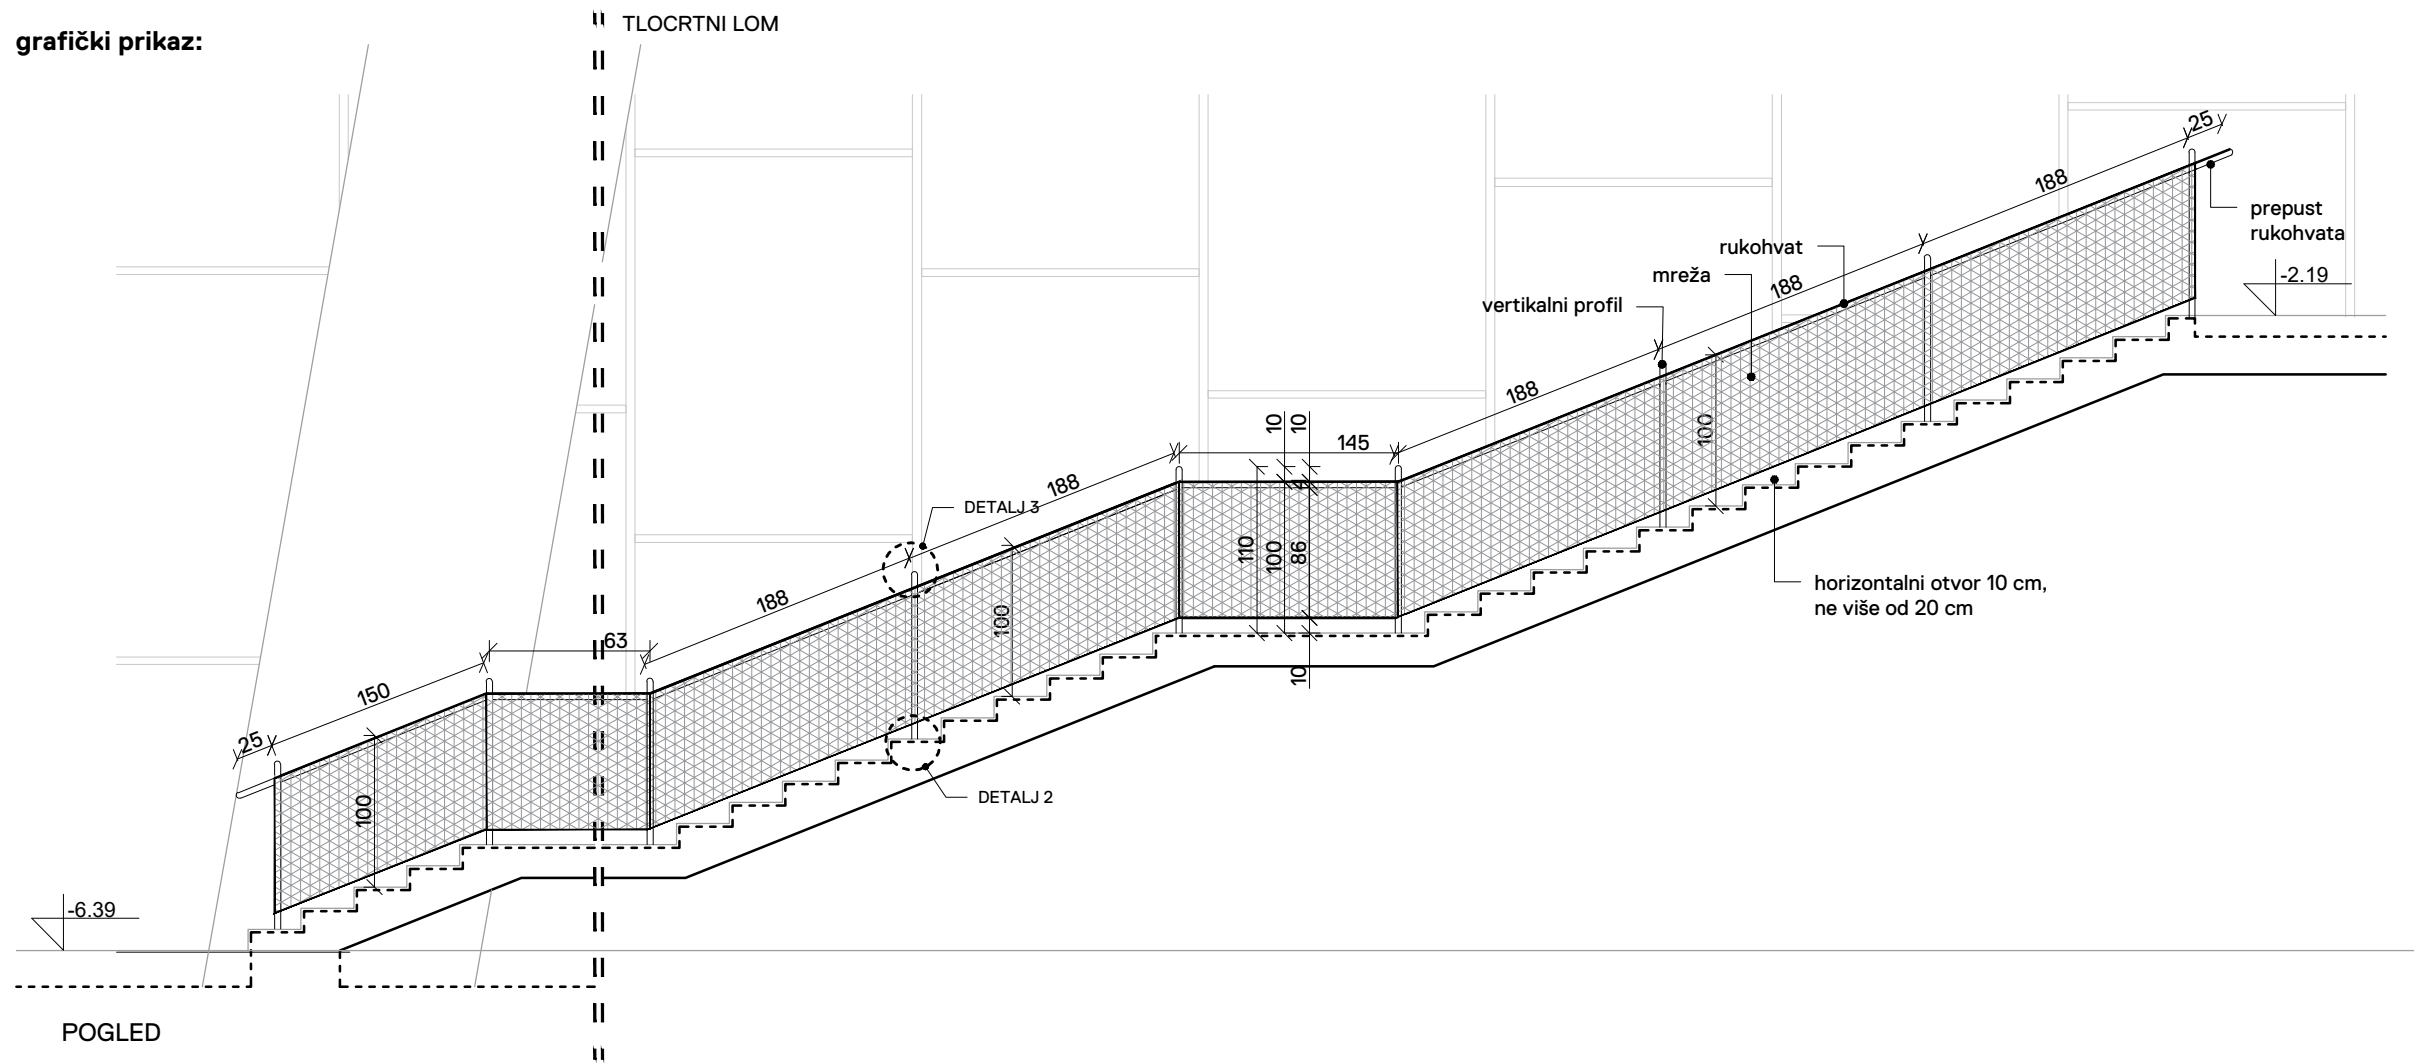 grafički prikaz:
TLOCRTNI LOM
25
188
prepust
rukohvata
rukohvat
-2.19
mreža
188
vertikalni profil
188
100
10
10
145
4
188
DETALJ 3
110
100
86
10
horizontalni otvor 10 cm,
ne više od 20 cm
188
100
63
150
25
100
DETALJ 2
-6.39
POGLED